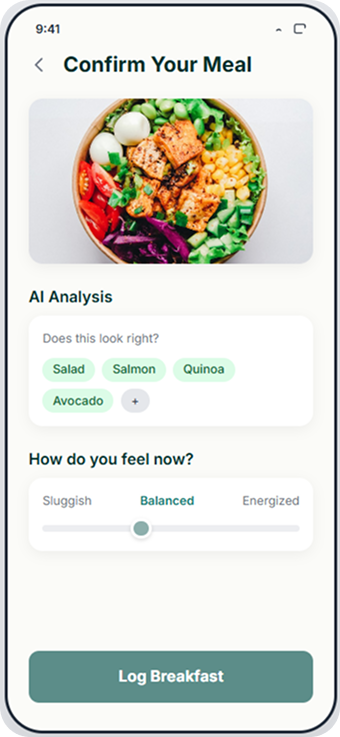 9:41
Confirm Your Meal
AI Analysis
Does this look right?
Salad Salmon Quinoa
Avocado +
How do you feel now?
Sluggish Balanced Energized
Log Breakfast